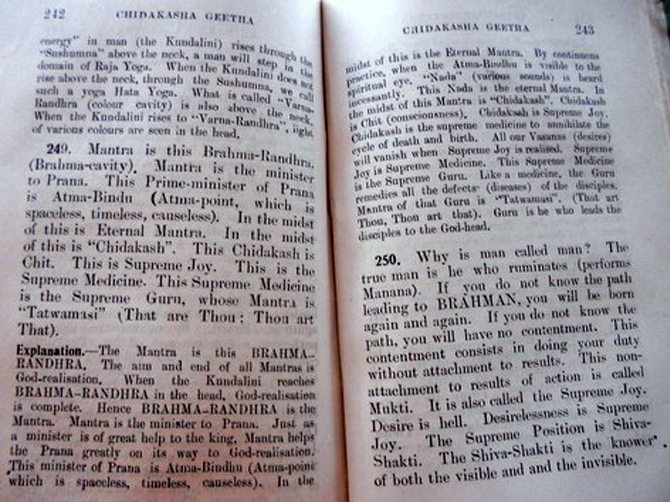 242 CHIDAKASHA GEETHA
energy" in man (the Kundalini) rises through the
"Sushumna" above the neck, a man will step in the
domain of Raja Yoga. When the Kundalini does not
rise above the neck, through the Sushumna, we call
such a yoga Hata Yoga. What is called "Varna-
Randhra (colour cavity) is also above the neck.
When the Kundalini rises to "Varna-Randhra", light
of various colours are seen in the head.
249. Mantra is this Brahma-Randhra.
(Brahma-cavity). Mantra is the minister
to Prana. This Prime-minister of Prana
is Atma-Bindu (Atma-point, which is
spaceless, timeless, causeless). In the midst
of this is Eternal Mantra. In the midst
of this is "Chidakash". This Chidakash is
Chit. This is Supreme Joy. This is the
Supreme Medicine. This Supreme Medicine
is the Supreme Guru, whose Mantra is
"Tatwamasi" (That are Thou; Thou art
That).
Explanation.—The Mantra is this BRAHMA-
RANDHRA. The aim and end of all Mantras is
God-realisation. When the Kundalini reaches
BRAHMA-RANDHRA in the head, God-realisation
is complete. Hence BRAHMA-RANDHRA is the
Mantra. Mantra is the minister to Prana. Just as
a minister is of great help to the king, Mantra helps
the Prana greatly on its way to God-realisation.
This minister of Prana is Atma-Bindhu (Atma-point
which is spaceless, timeless, causeless). In the
CHIDAKASHA GEETHA 243
midst of this is the Eternal Mantra. By continuous
practice, when the Atma-Bindhu is visible to the
spiritual eye, "Nada" (various sounds) is heard
incessantly. This Nada is the eternal Mantra. In
the midst of this Mantra is "Chidakash". Chidakash
is Chit (consciousness). Chidakash is Supreme Joy.
Chidakash is the supreme medicine to annihilate the
cycle of death and birth. All our Vasanas (desires)
will vanish when Supreme Joy is realised. Supreme
Joy is Supreme Medicine. This Supreme Medicine
is the Supreme Guru. Like a medicine, the Guru
remedies all the defects (diseases) of the disciples.
Mantra of that Guru is "Tatwamasi". (That art
Thou, Thou art that). Guru is he who leads the
disciples to the God-head.
250. Why is man called man? The
true man is he who ruminates (performs
Manana). If you do not know the path
leading to BRAHMAN, you will be born
again and again. If you do not know the
path, you will have no contentment. This
contentment consists in doing your duty
without attachment to results. This non-
attachment to results of action is called
Mukti. It is also called the Supreme Joy.
Desire is hell. Desirelessness is Supreme
Joy. The Supreme Position is Shiva-
Shakti. The Shiva-Shakti is the knower
of both the visible and and the invisible.